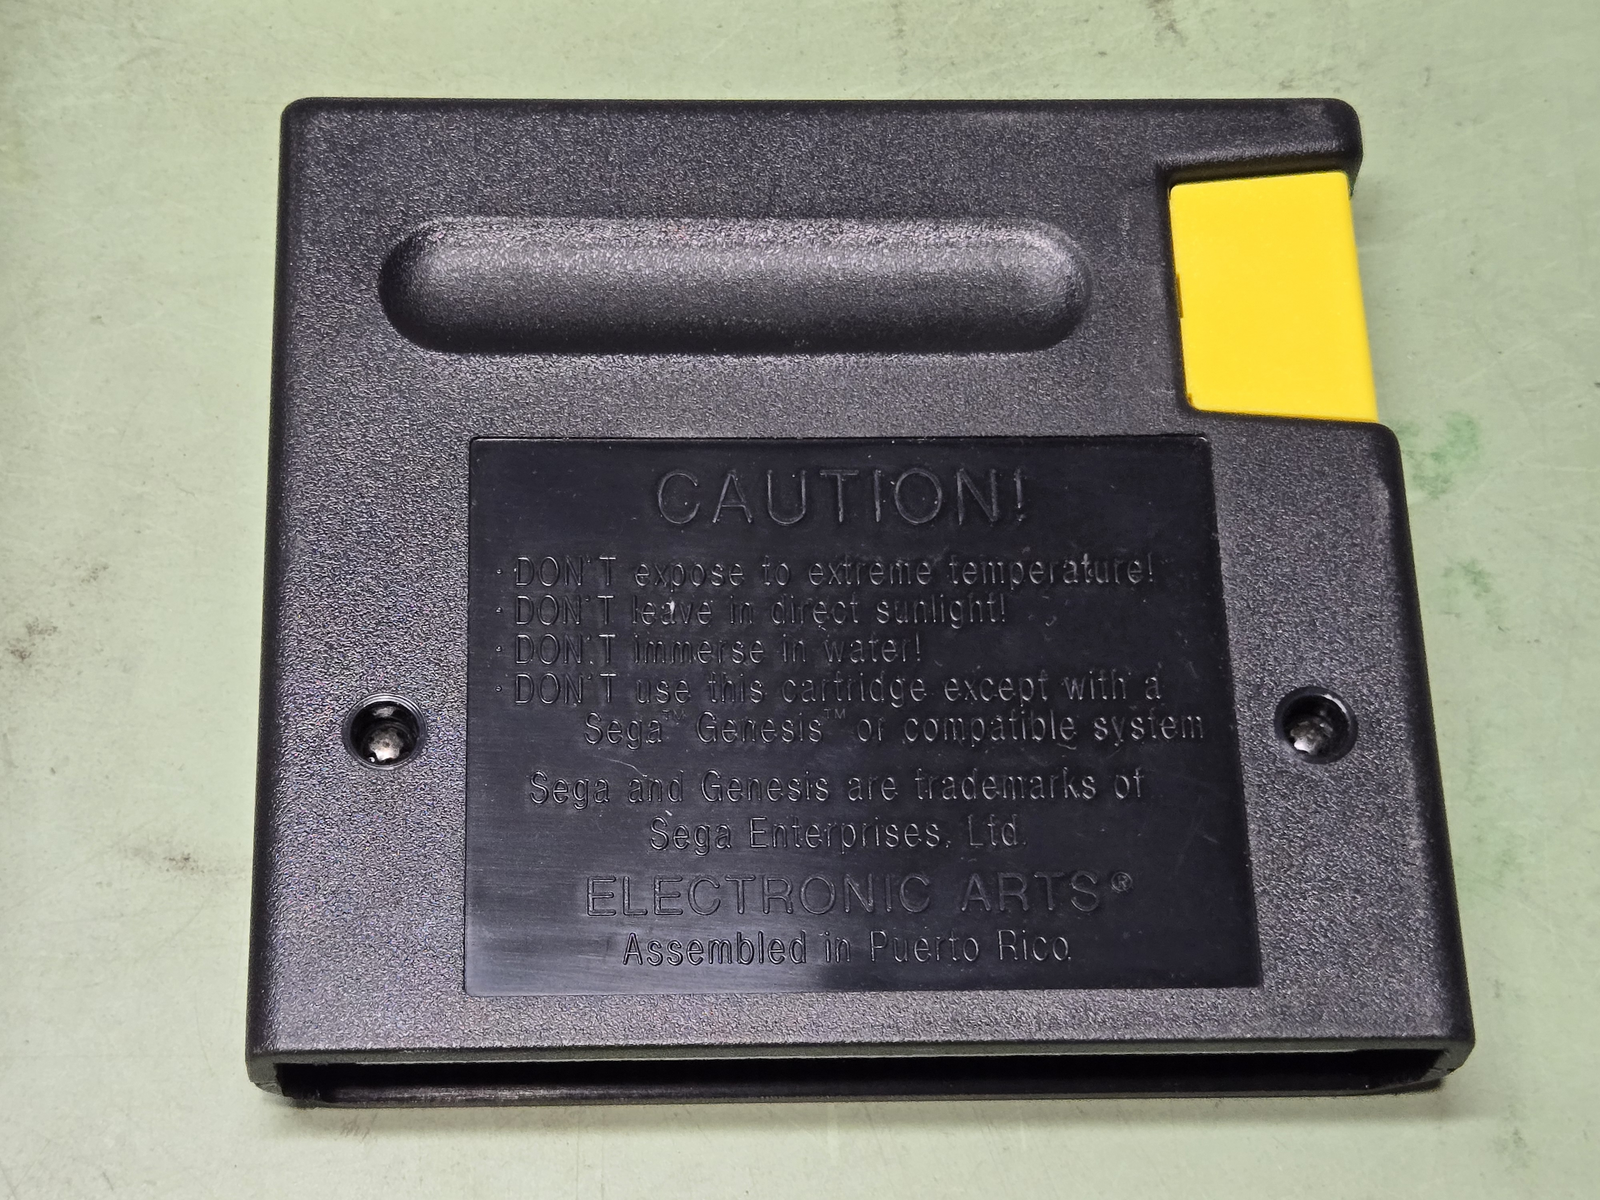 CAUTION!
· DON'T expose to extreme temperature!
· DON'T leave in direct sunlight!
· DON'T immerse in water!
· DON'T use this cartridge except with a
Sega™ Genesis™ or compatible system
Sega and Genesis are trademarks of
Sega Enterprises, Ltd.
ELECTRONIC ARTS®
Assembled in Puerto Rico